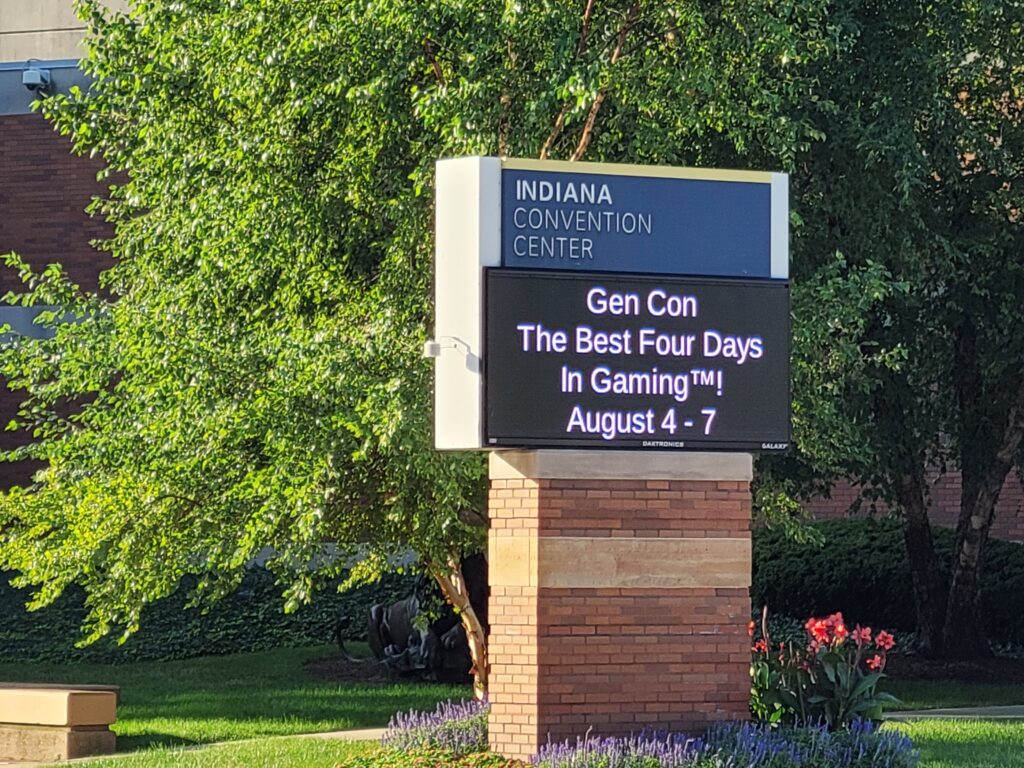 INDIANA
CONVENTION
CENTER
Gen Con
The Best Four Days
In Gaming™!
August 4 - 7
DAKTRONICS GALAXY